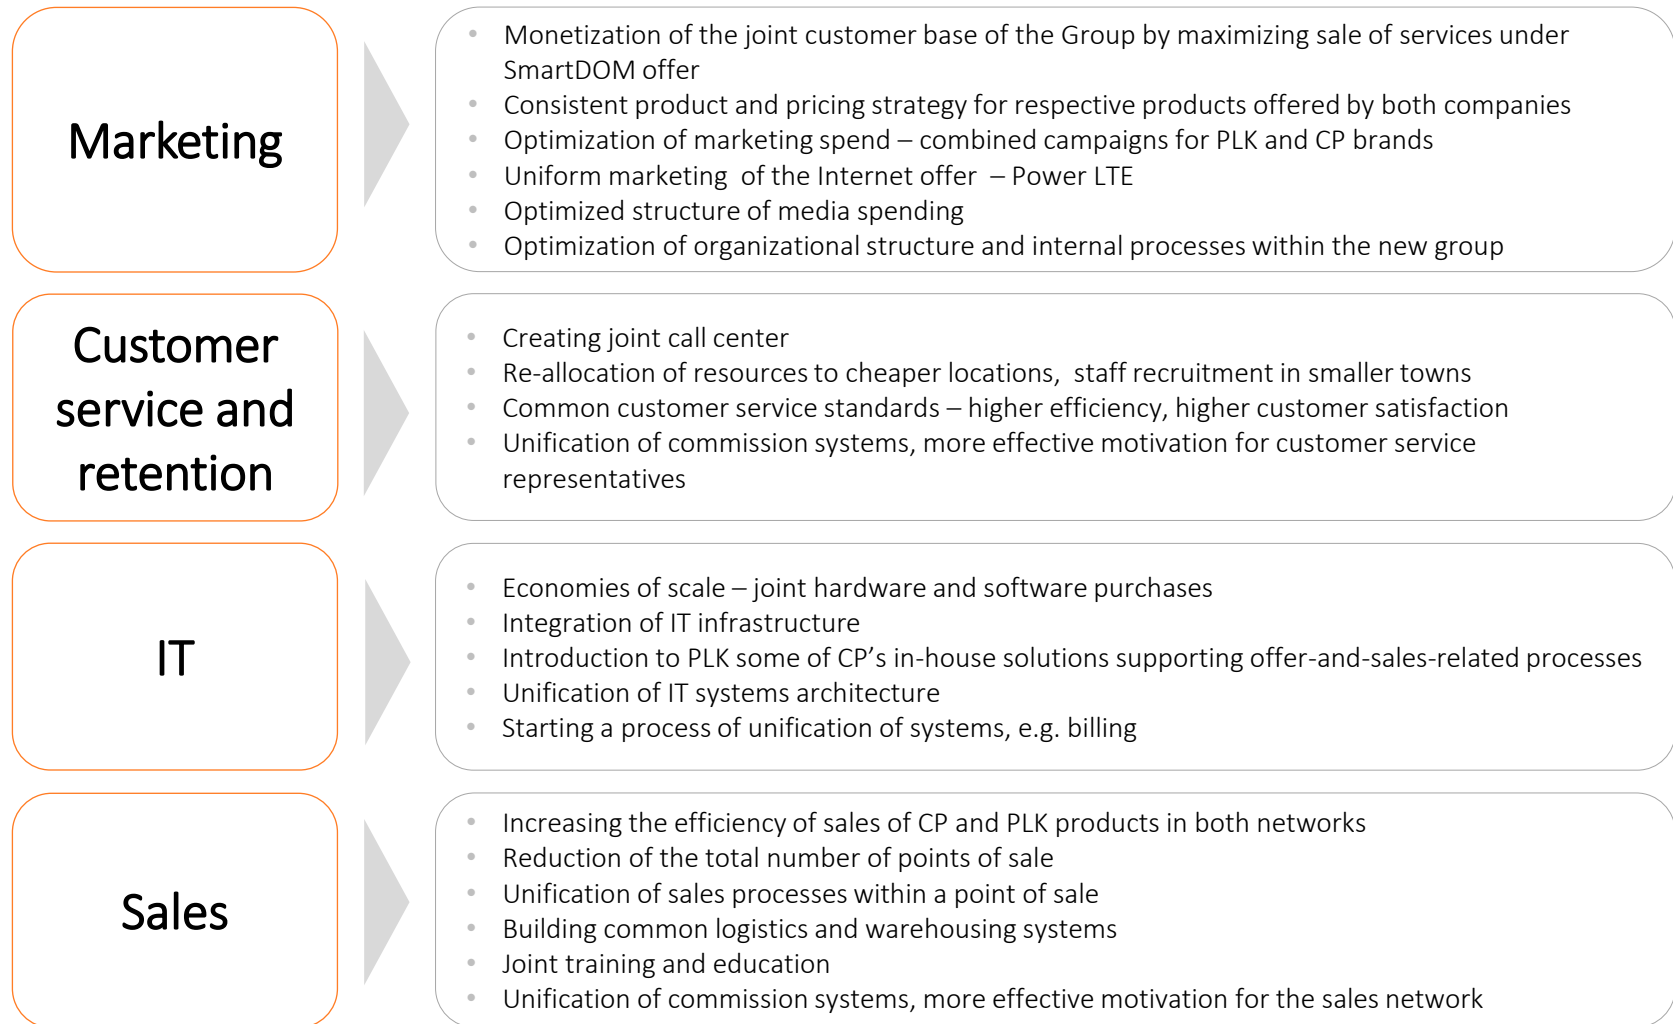 Marketing
• Monetization of the joint customer base of the Group by maximizing sale of services under
SmartDOM offer
• Consistent product and pricing strategy for respective products offered by both companies
• Optimization of marketing spend – combined campaigns for PLK and CP brands
• Uniform marketing of the Internet offer – Power LTE
• Optimized structure of media spending
• Optimization of organizational structure and internal processes within the new group
Customer
service and
retention
• Creating joint call center
• Re-allocation of resources to cheaper locations, staff recruitment in smaller towns
• Common customer service standards – higher efficiency, higher customer satisfaction
• Unification of commission systems, more effective motivation for customer service
representatives
IT
• Economies of scale – joint hardware and software purchases
• Integration of IT infrastructure
• Introduction to PLK some of CP’s in-house solutions supporting offer-and-sales-related processes
• Unification of IT systems architecture
• Starting a process of unification of systems, e.g. billing
Sales
• Increasing the efficiency of sales of CP and PLK products in both networks
• Reduction of the total number of points of sale
• Unification of sales processes within a point of sale
• Building common logistics and warehousing systems
• Joint training and education
• Unification of commission systems, more effective motivation for the sales network